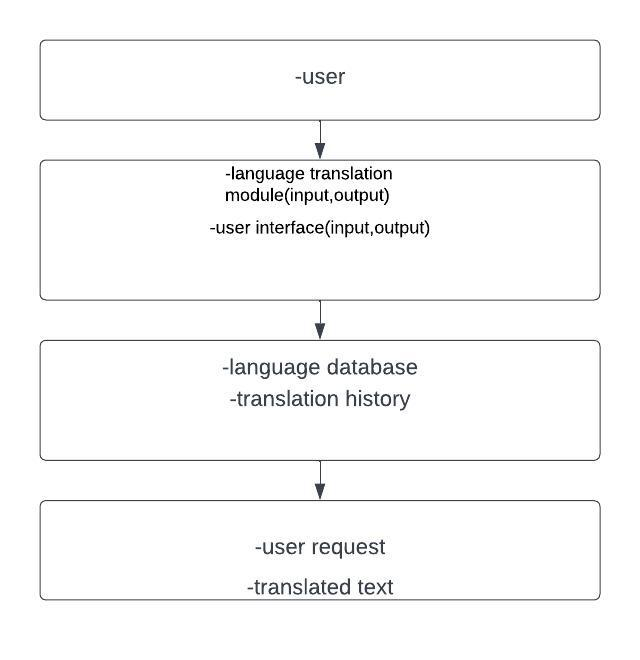 -user
-language translation
module(input,output)
-user interface(input,output)
-language database
-translation history
-user request
-translated text